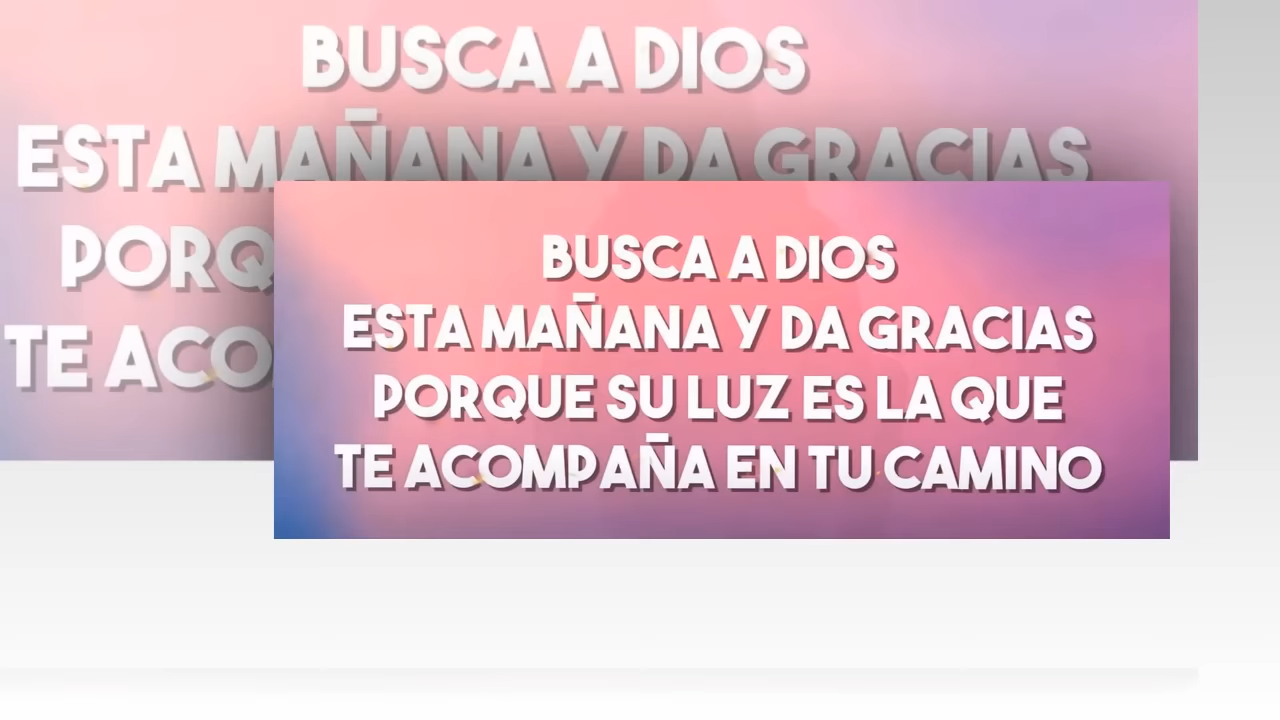 BUSCA A DIOS
ESTA MAÑANA Y DA GRACIAS
PORQ
TE ACO
BUSCA A DIOS
ESTA MAÑANA Y DA GRACIAS
PORQUE SU LUZ ES LA QUE
TE ACOMPAÑA EN TU CAMINO